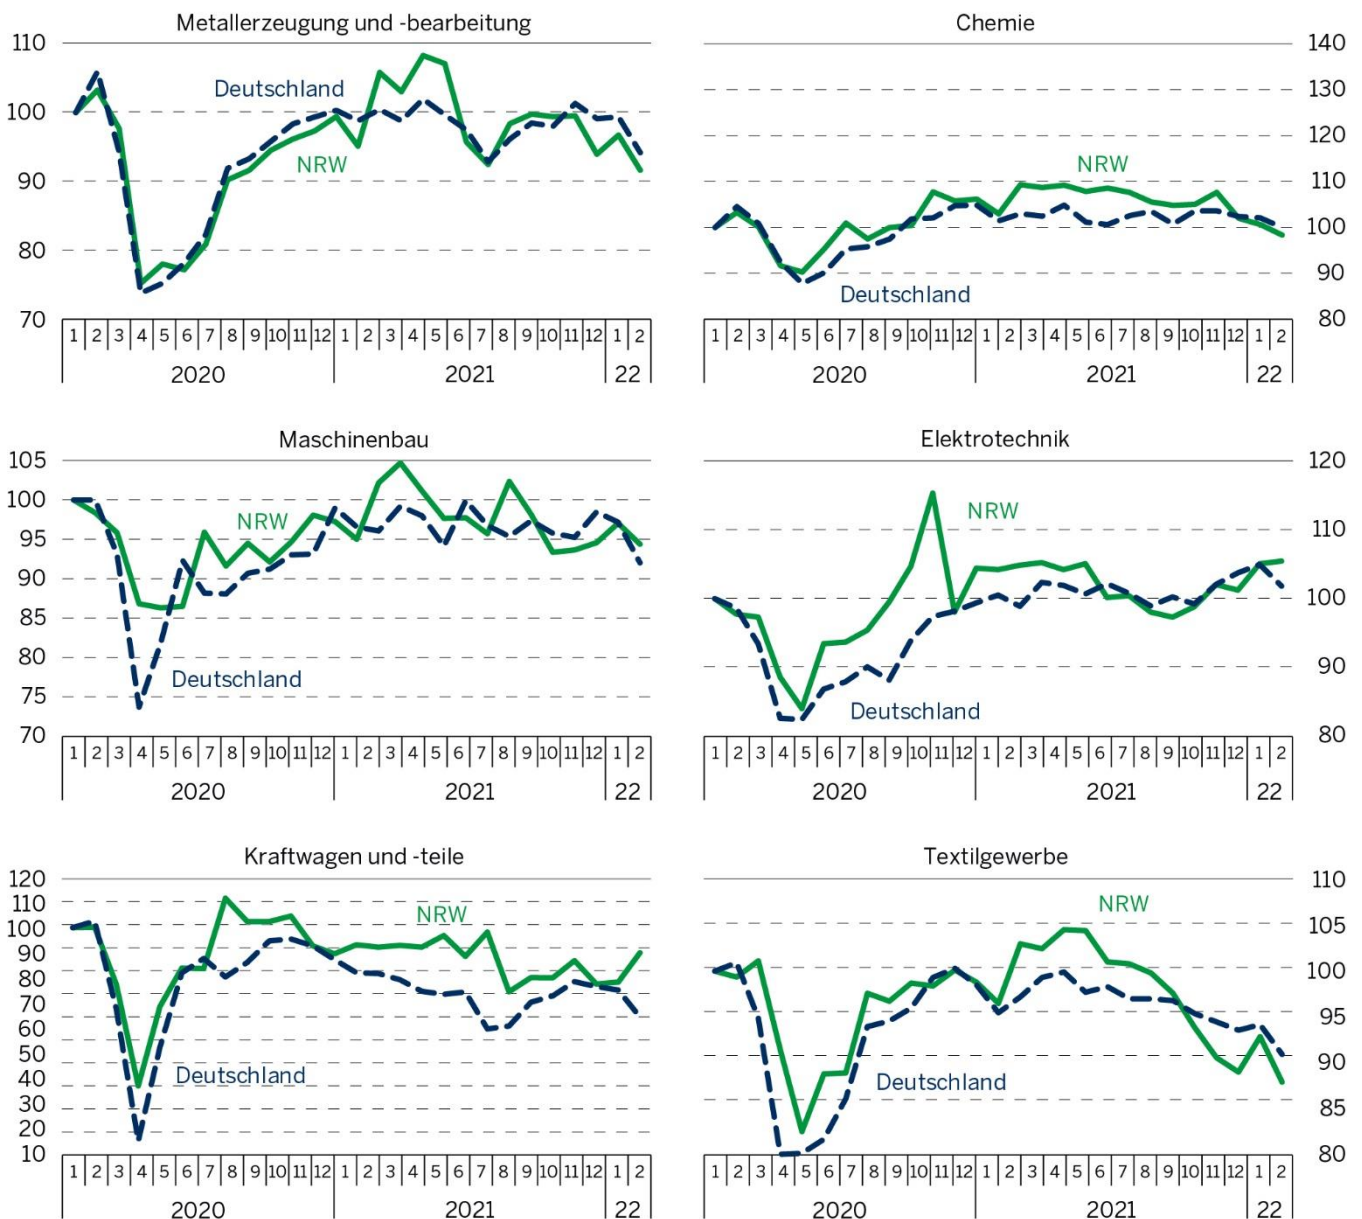 Metallerzeugung und -bearbeitung
110
100
90
80
70
Deutschland
NRW
1 2 3 4 5 6 7 8 9 10 11 12 1 2 3 4 5 6 7 8 9 10 11 12 1 2
2020 2021 22
Chemie
140
130
120
110
100
90
80
NRW
Deutschland
1 2 3 4 5 6 7 8 9 10 11 12 1 2 3 4 5 6 7 8 9 10 11 12 1 2
2020 2021 22
Maschinenbau
105
100
95
90
85
80
75
70
NRW
Deutschland
1 2 3 4 5 6 7 8 9 10 11 12 1 2 3 4 5 6 7 8 9 10 11 12 1 2
2020 2021 22
Elektrotechnik
120
110
100
90
80
NRW
Deutschland
1 2 3 4 5 6 7 8 9 10 11 12 1 2 3 4 5 6 7 8 9 10 11 12 1 2
2020 2021 22
Kraftwagen und -teile
120
110
100
90
80
70
60
50
40
30
20
10
NRW
Deutschland
1 2 3 4 5 6 7 8 9 10 11 12 1 2 3 4 5 6 7 8 9 10 11 12 1 2
2020 2021 22
Textilgewerbe
110
105
100
95
90
85
80
NRW
Deutschland
1 2 3 4 5 6 7 8 9 10 11 12 1 2 3 4 5 6 7 8 9 10 11 12 1 2
2020 2021 22